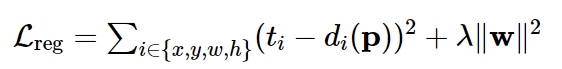 ℒ_reg = ∑_{i∈{x,y,w,h}}(t_i − d_i(𝐩))² + λ‖𝐰‖²